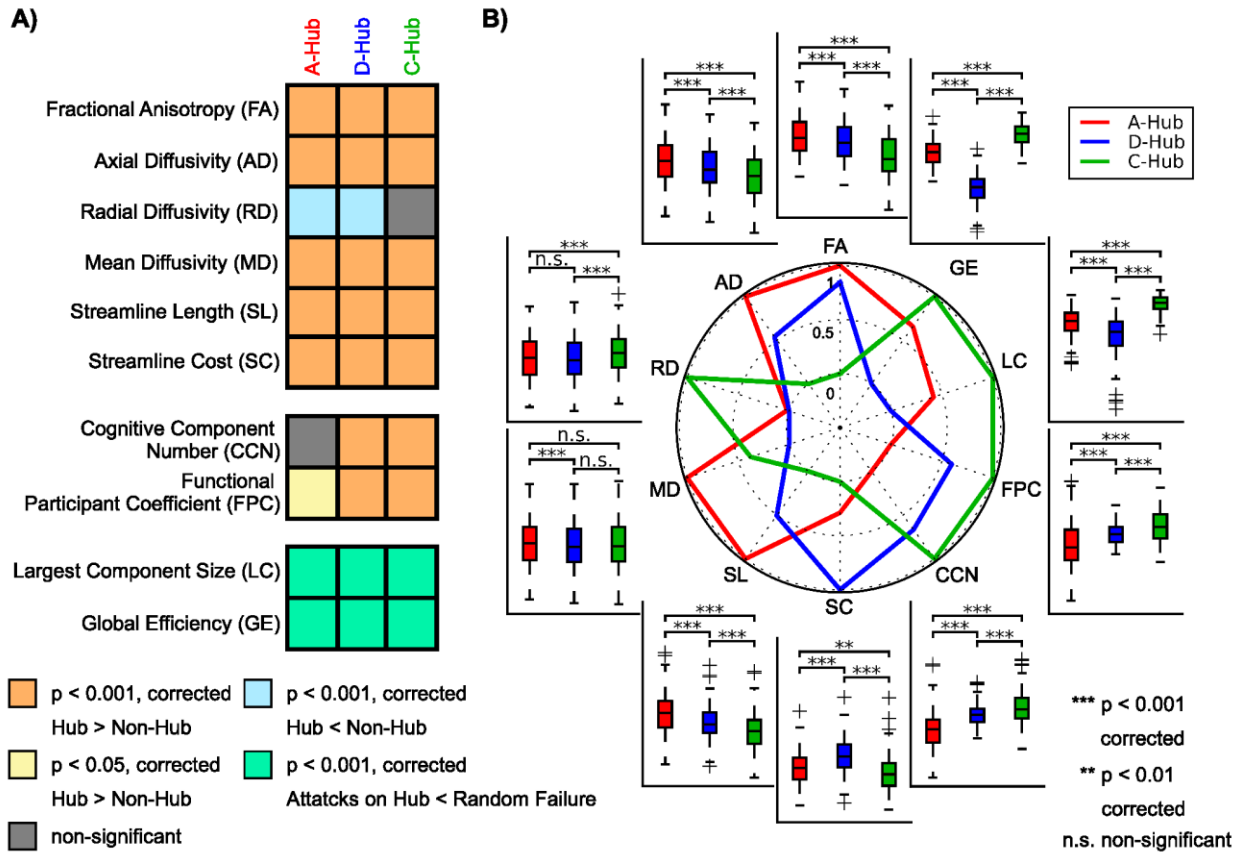 A)
A-Hub
D-Hub
C-Hub
Fractional Anisotropy (FA)
Axial Diffusivity (AD)
Radial Diffusivity (RD)
Mean Diffusivity (MD)
Streamline Length (SL)
Streamline Cost (SC)
Cognitive Component
Number (CCN)
Functional
Participant Coefficient (FPC)
Largest Component Size (LC)
Global Efficiency (GE)
p < 0.001, corrected
Hub > Non-Hub
p < 0.001, corrected
Hub < Non-Hub
p < 0.05, corrected
Hub > Non-Hub
p < 0.001, corrected
Attatcks on Hub < Random Failure
non-significant
B)
***
*** ***
***
*** ***
***
*** ***
A-Hub
D-Hub
C-Hub
***
n.s.
***
***
*** ***
FA
GE
LC
FPC
CCN
SC
SL
MD
RD
AD
1
0.5
0
n.s.
***
n.s.
***
*** ***
***
*** ***
**
*** ***
***
*** ***
*** p < 0.001
corrected
** p < 0.01
corrected
n.s. non-significant